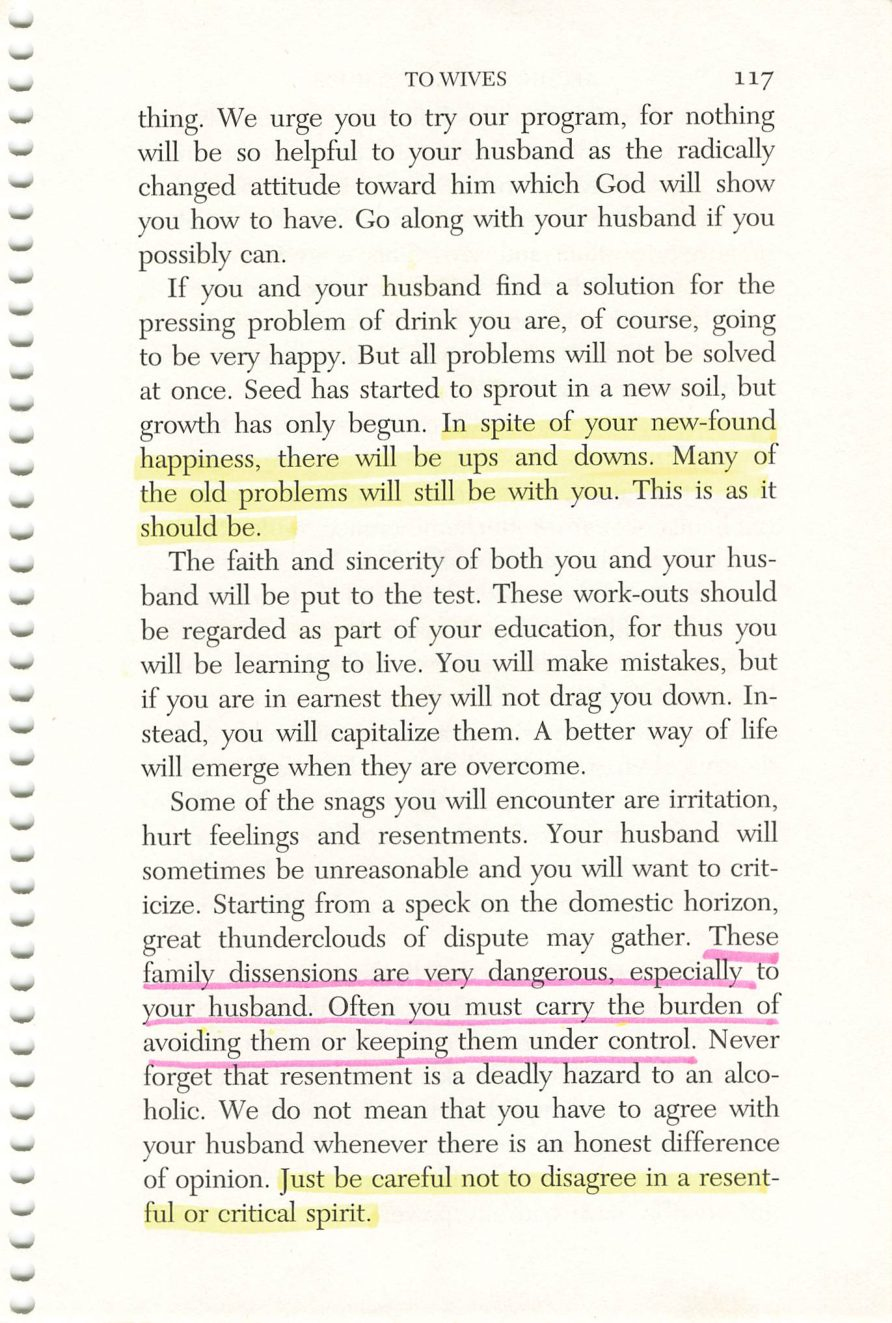 TO WIVES 117
thing. We urge you to try our program, for nothing
will be so helpful to your husband as the radically
changed attitude toward him which God will show
you how to have. Go along with your husband if you
possibly can.
If you and your husband find a solution for the
pressing problem of drink you are, of course, going
to be very happy. But all problems will not be solved
at once. Seed has started to sprout in a new soil, but
growth has only begun. In spite of your new-found
happiness, there will be ups and downs. Many of
the old problems will still be with you. This is as it
should be.
The faith and sincerity of both you and your hus-
band will be put to the test. These work-outs should
be regarded as part of your education, for thus you
will be learning to live. You will make mistakes, but
if you are in earnest they will not drag you down. In-
stead, you will capitalize them. A better way of life
will emerge when they are overcome.
Some of the snags you will encounter are irritation,
hurt feelings and resentments. Your husband will
sometimes be unreasonable and you will want to crit-
icize. Starting from a speck on the domestic horizon,
great thunderclouds of dispute may gather. These
family dissensions are very dangerous, especially to
your husband. Often you must carry the burden of
avoiding them or keeping them under control. Never
forget that resentment is a deadly hazard to an alco-
holic. We do not mean that you have to agree with
your husband whenever there is an honest difference
of opinion. Just be careful not to disagree in a resent-
ful or critical spirit.